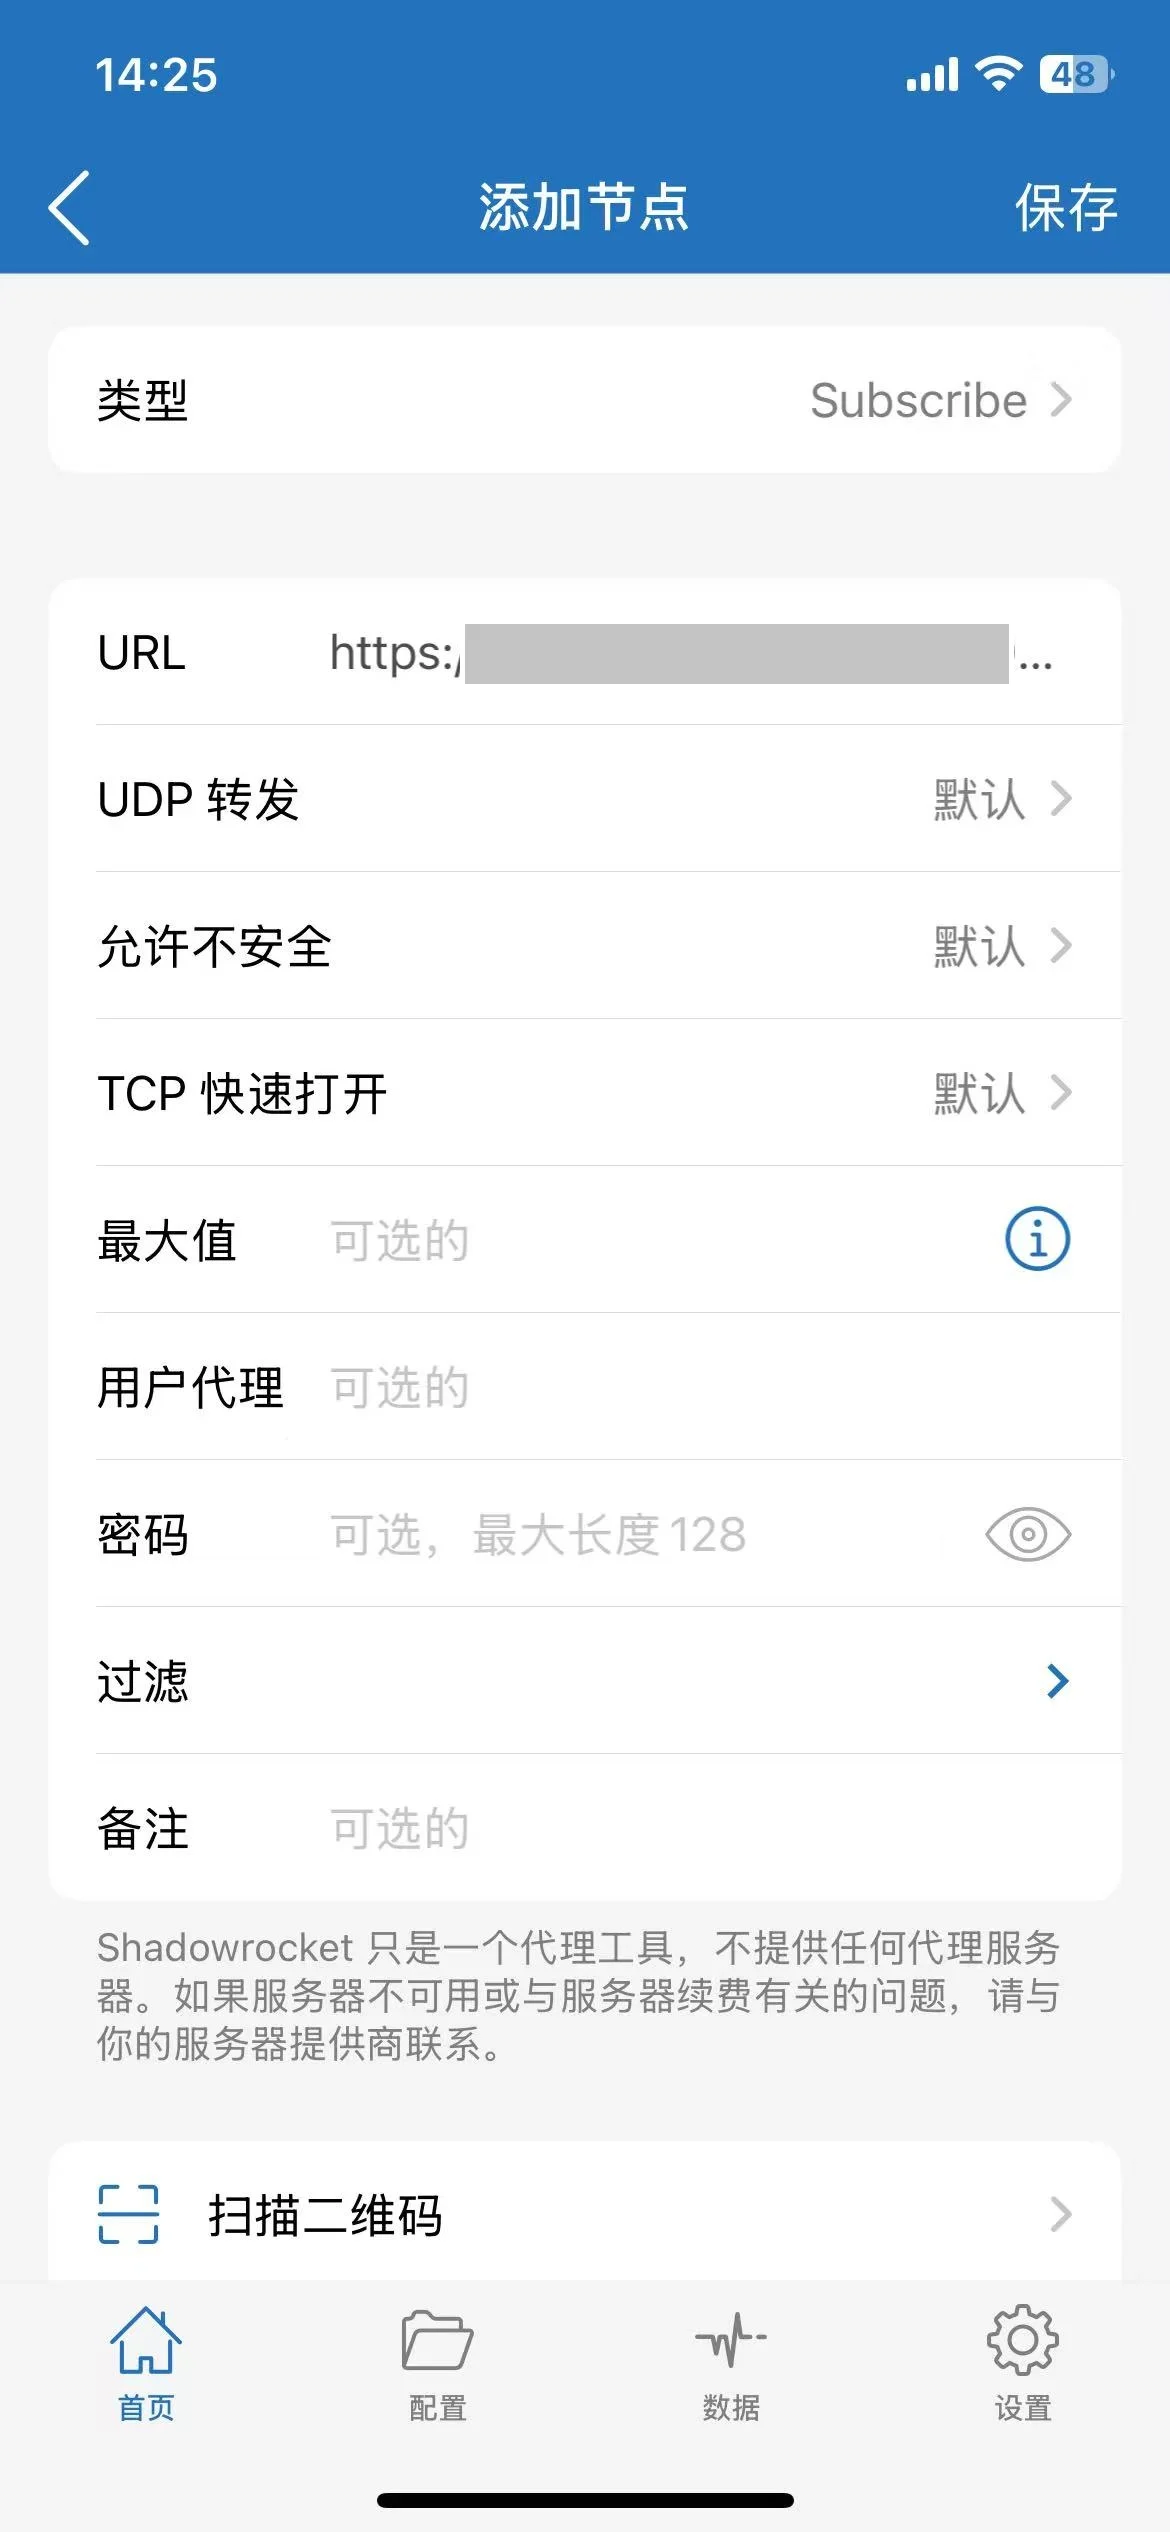 14:25
48
添加节点
保存
类型
Subscribe
URL
https:/
...
UDP 转发
默认
允许不安全
默认
TCP 快速打开
默认
最大值
可选的
用户代理
可选的
密码
可选，最大长度 128
过滤
备注
可选的
Shadowrocket 只是一个代理工具，不提供任何代理服务
器。如果服务器不可用或与服务器续费有关的问题，请与
你的服务器提供商联系。
扫描二维码
首页
配置
数据
设置